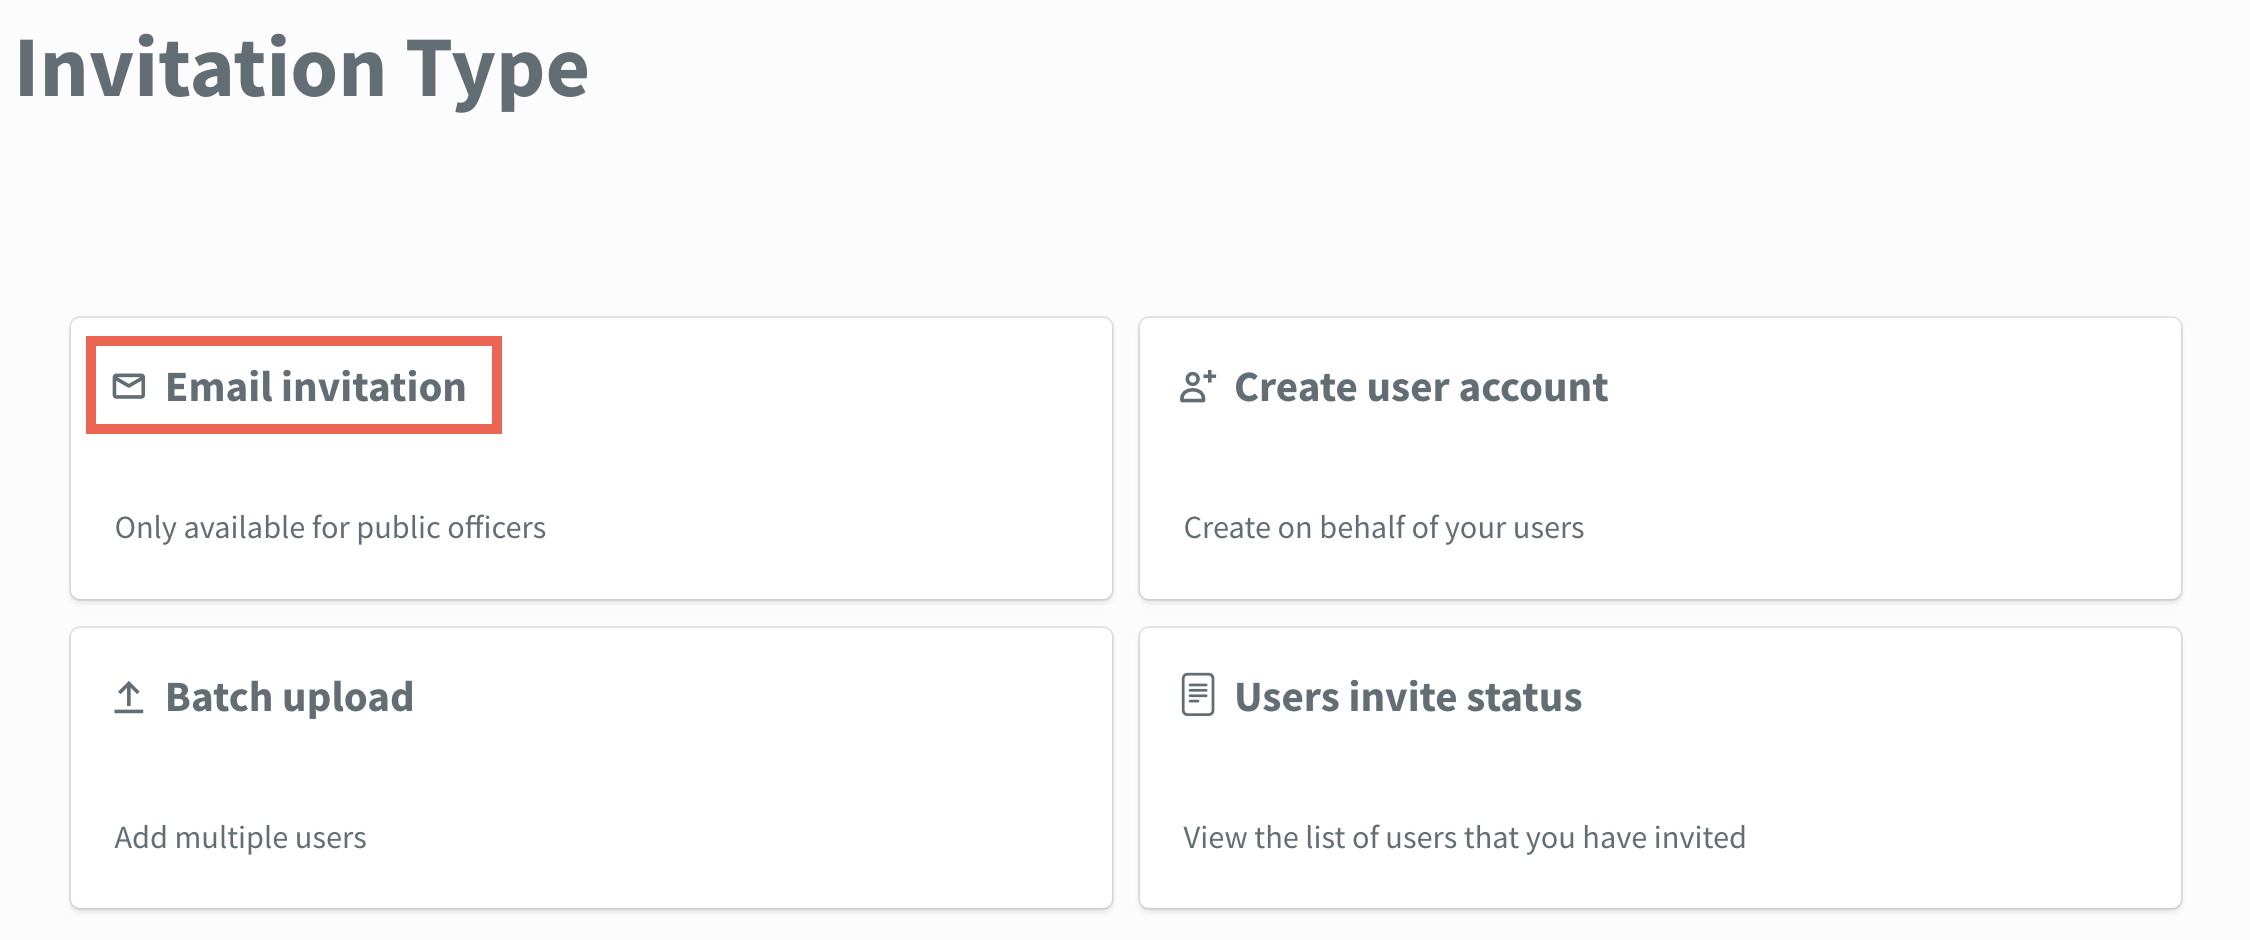 Invitation Type
Email invitation
Only available for public officers
Create user account
Create on behalf of your users
Batch upload
Add multiple users
Users invite status
View the list of users that you have invited